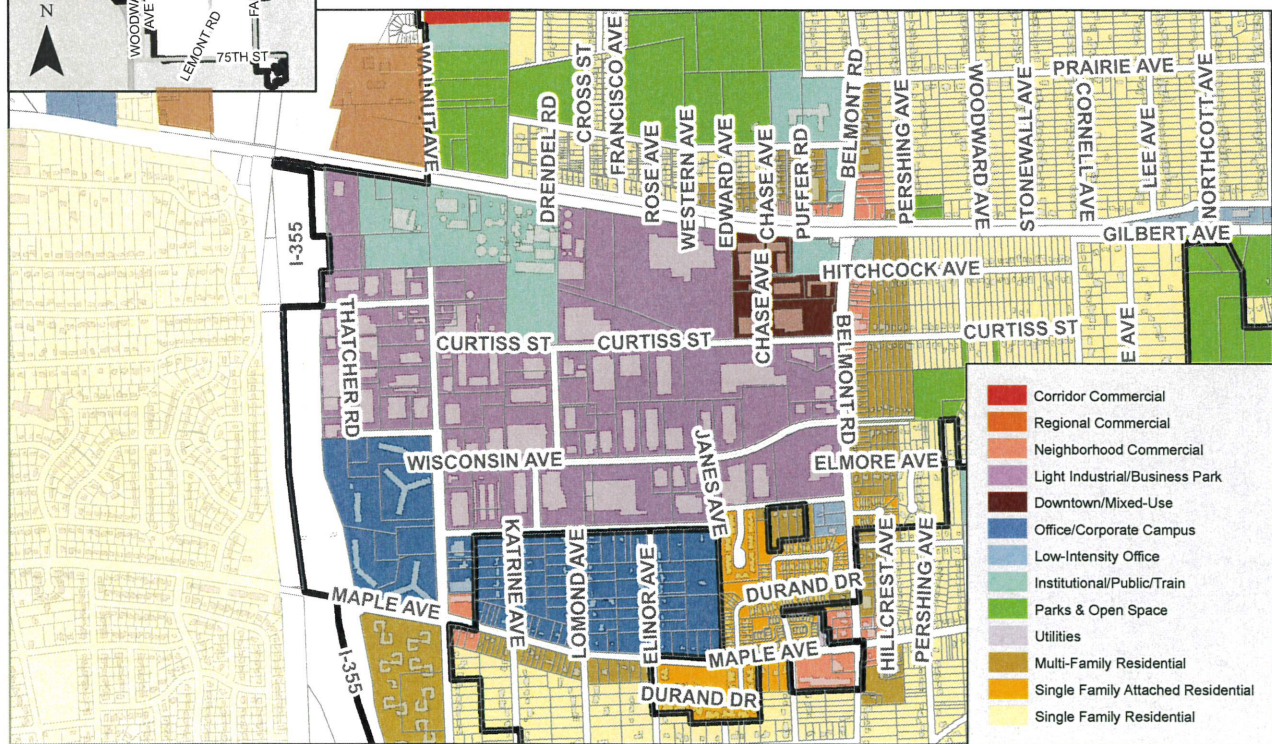 N
WOODWA
AVE
LEMONT RD
75TH ST
FA
WALNUT AVE
DRENDEL RD
CROSS ST
FRANCISCO AVE
ROSE AVE
WESTERN AVE
EDWARD AVE
CHASE AVE
PUFFER RD
BELMONT RD
PERSHING AVE
PRAIRIE AVE
WOODWARD AVE
STONEWALL AVE
CORNELL AVE
LEE AVE
NORTHCOTT AVE
GILBERT AVE
I-355
HITCHCOCK AVE
CHASE AVE
THATCHER RD
CURTISS ST
CURTISS ST
BELMONT RD
CURTISS ST
E AVE
WISCONSIN AVE
JANES AVE
ELMORE AVE
KATRINE AVE
LOMOND AVE
ELINOR AVE
DURAND DR
HILLCREST AVE
PERSHING AVE
MAPLE AVE
MAPLE AVE
I-355
DURAND DR
Corridor Commercial
Regional Commercial
Neighborhood Commercial
Light Industrial/Business Park
Downtown/Mixed-Use
Office/Corporate Campus
Low-Intensity Office
Institutional/Public/Train
Parks & Open Space
Utilities
Multi-Family Residential
Single Family Attached Residential
Single Family Residential